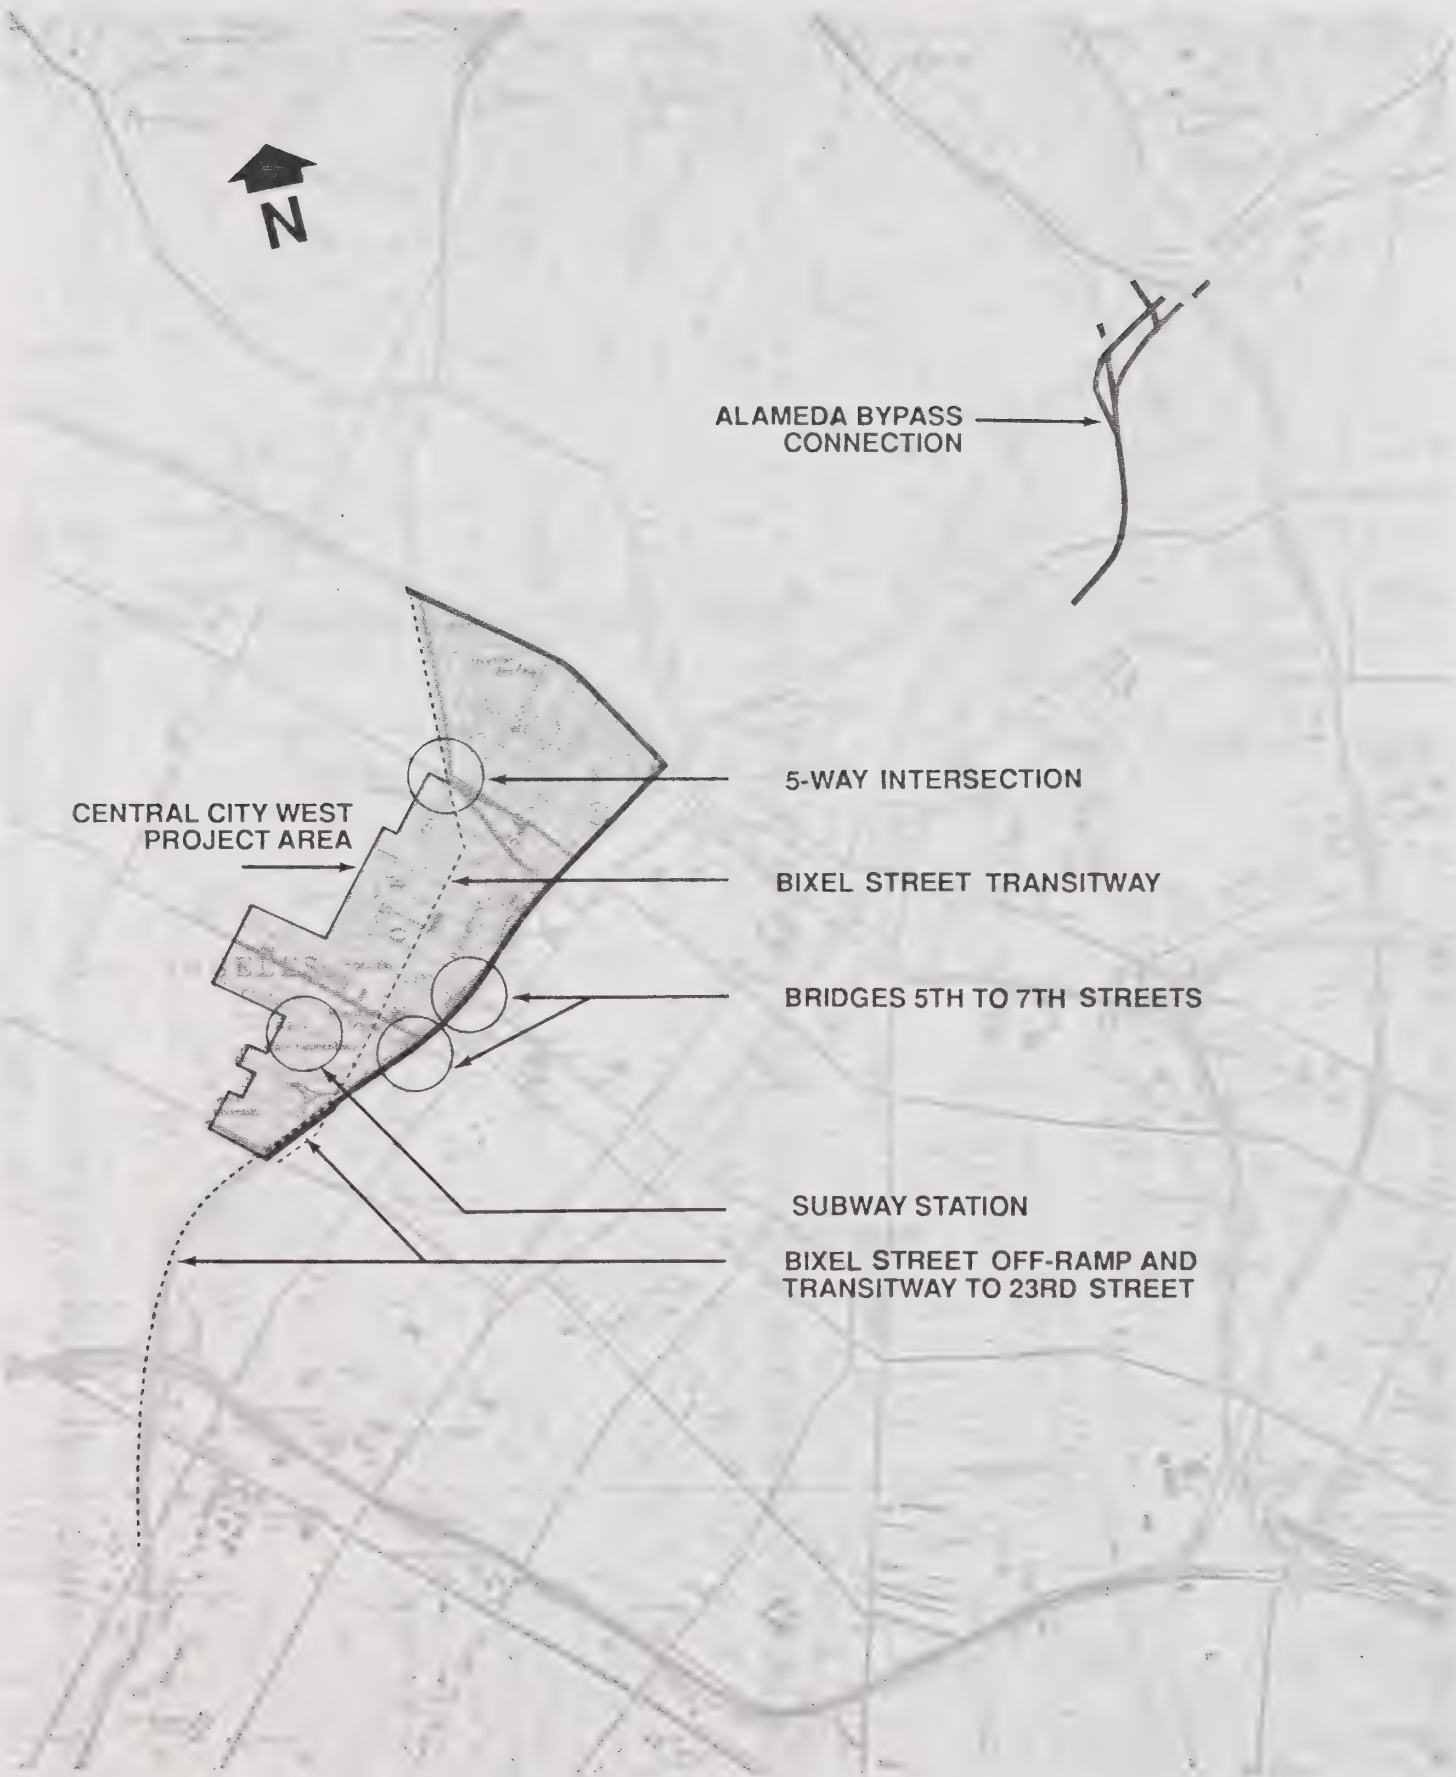 N
ALAMEDA BYPASS
CONNECTION
5-WAY INTERSECTION
CENTRAL CITY WEST
PROJECT AREA
BIXEL STREET TRANSITWAY
BRIDGES 5TH TO 7TH STREETS
SUBWAY STATION
BIXEL STREET OFF-RAMP AND
TRANSITWAY TO 23RD STREET